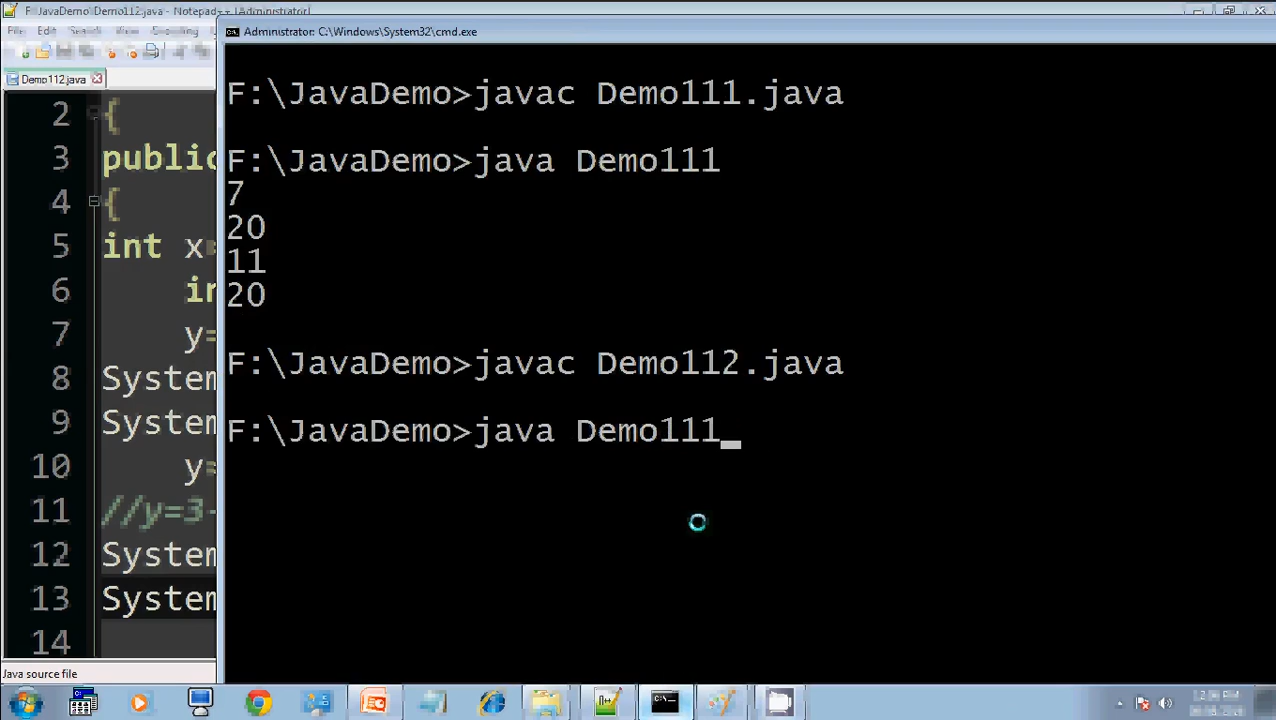 F:\JavaDemo\Demo112.java - Notepad++ (Administrator)
Administrator: C:\Windows\System32\cmd.exe
File Edit Search View Encoding
Demo112.java
2 {
3 public
4 {
5 int x=
6 in
7 y=
8 System
9 System
10 y=
11 //y=3-
12 System
13 System
14
Java source file
F:\JavaDemo>javac Demo111.java
F:\JavaDemo>java Demo111
7
20
11
20
F:\JavaDemo>javac Demo112.java
F:\JavaDemo>java Demo111_